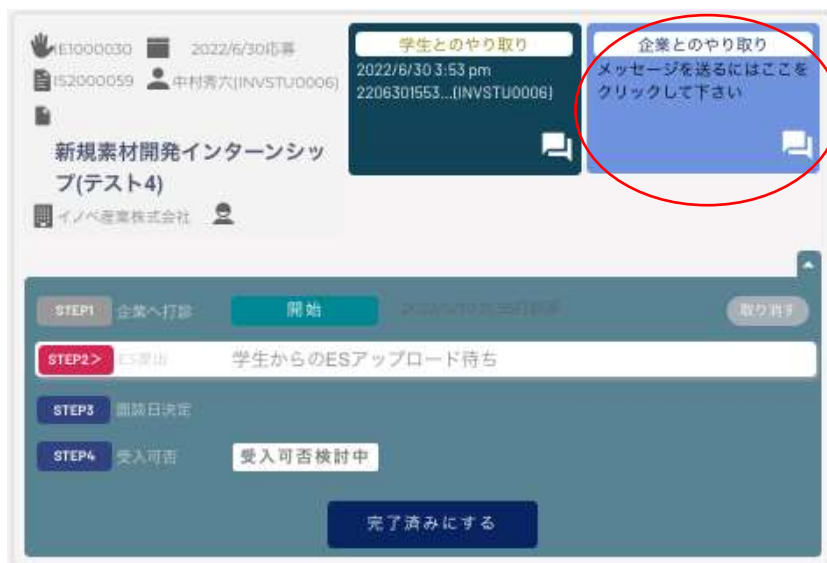 IE1000030 2022/6/30応募
IS2000059 中村秀六(INVSTU0006)
新規素材開発インターンシッ
プ(テスト4)
イノベ産業株式会社
学生とのやり取り
2022/6/30 3:53 pm
2206301553...(INVSTU0006)
企業とのやり取り
メッセージを送るにはここを
クリックして下さい
STEP1 企業へ打診 開始 取り消す
STEP2> ES提出 学生からのESアップロード待ち
STEP3 面談日決定
STEP4 受入可否 受入可否検討中
完了済みにする